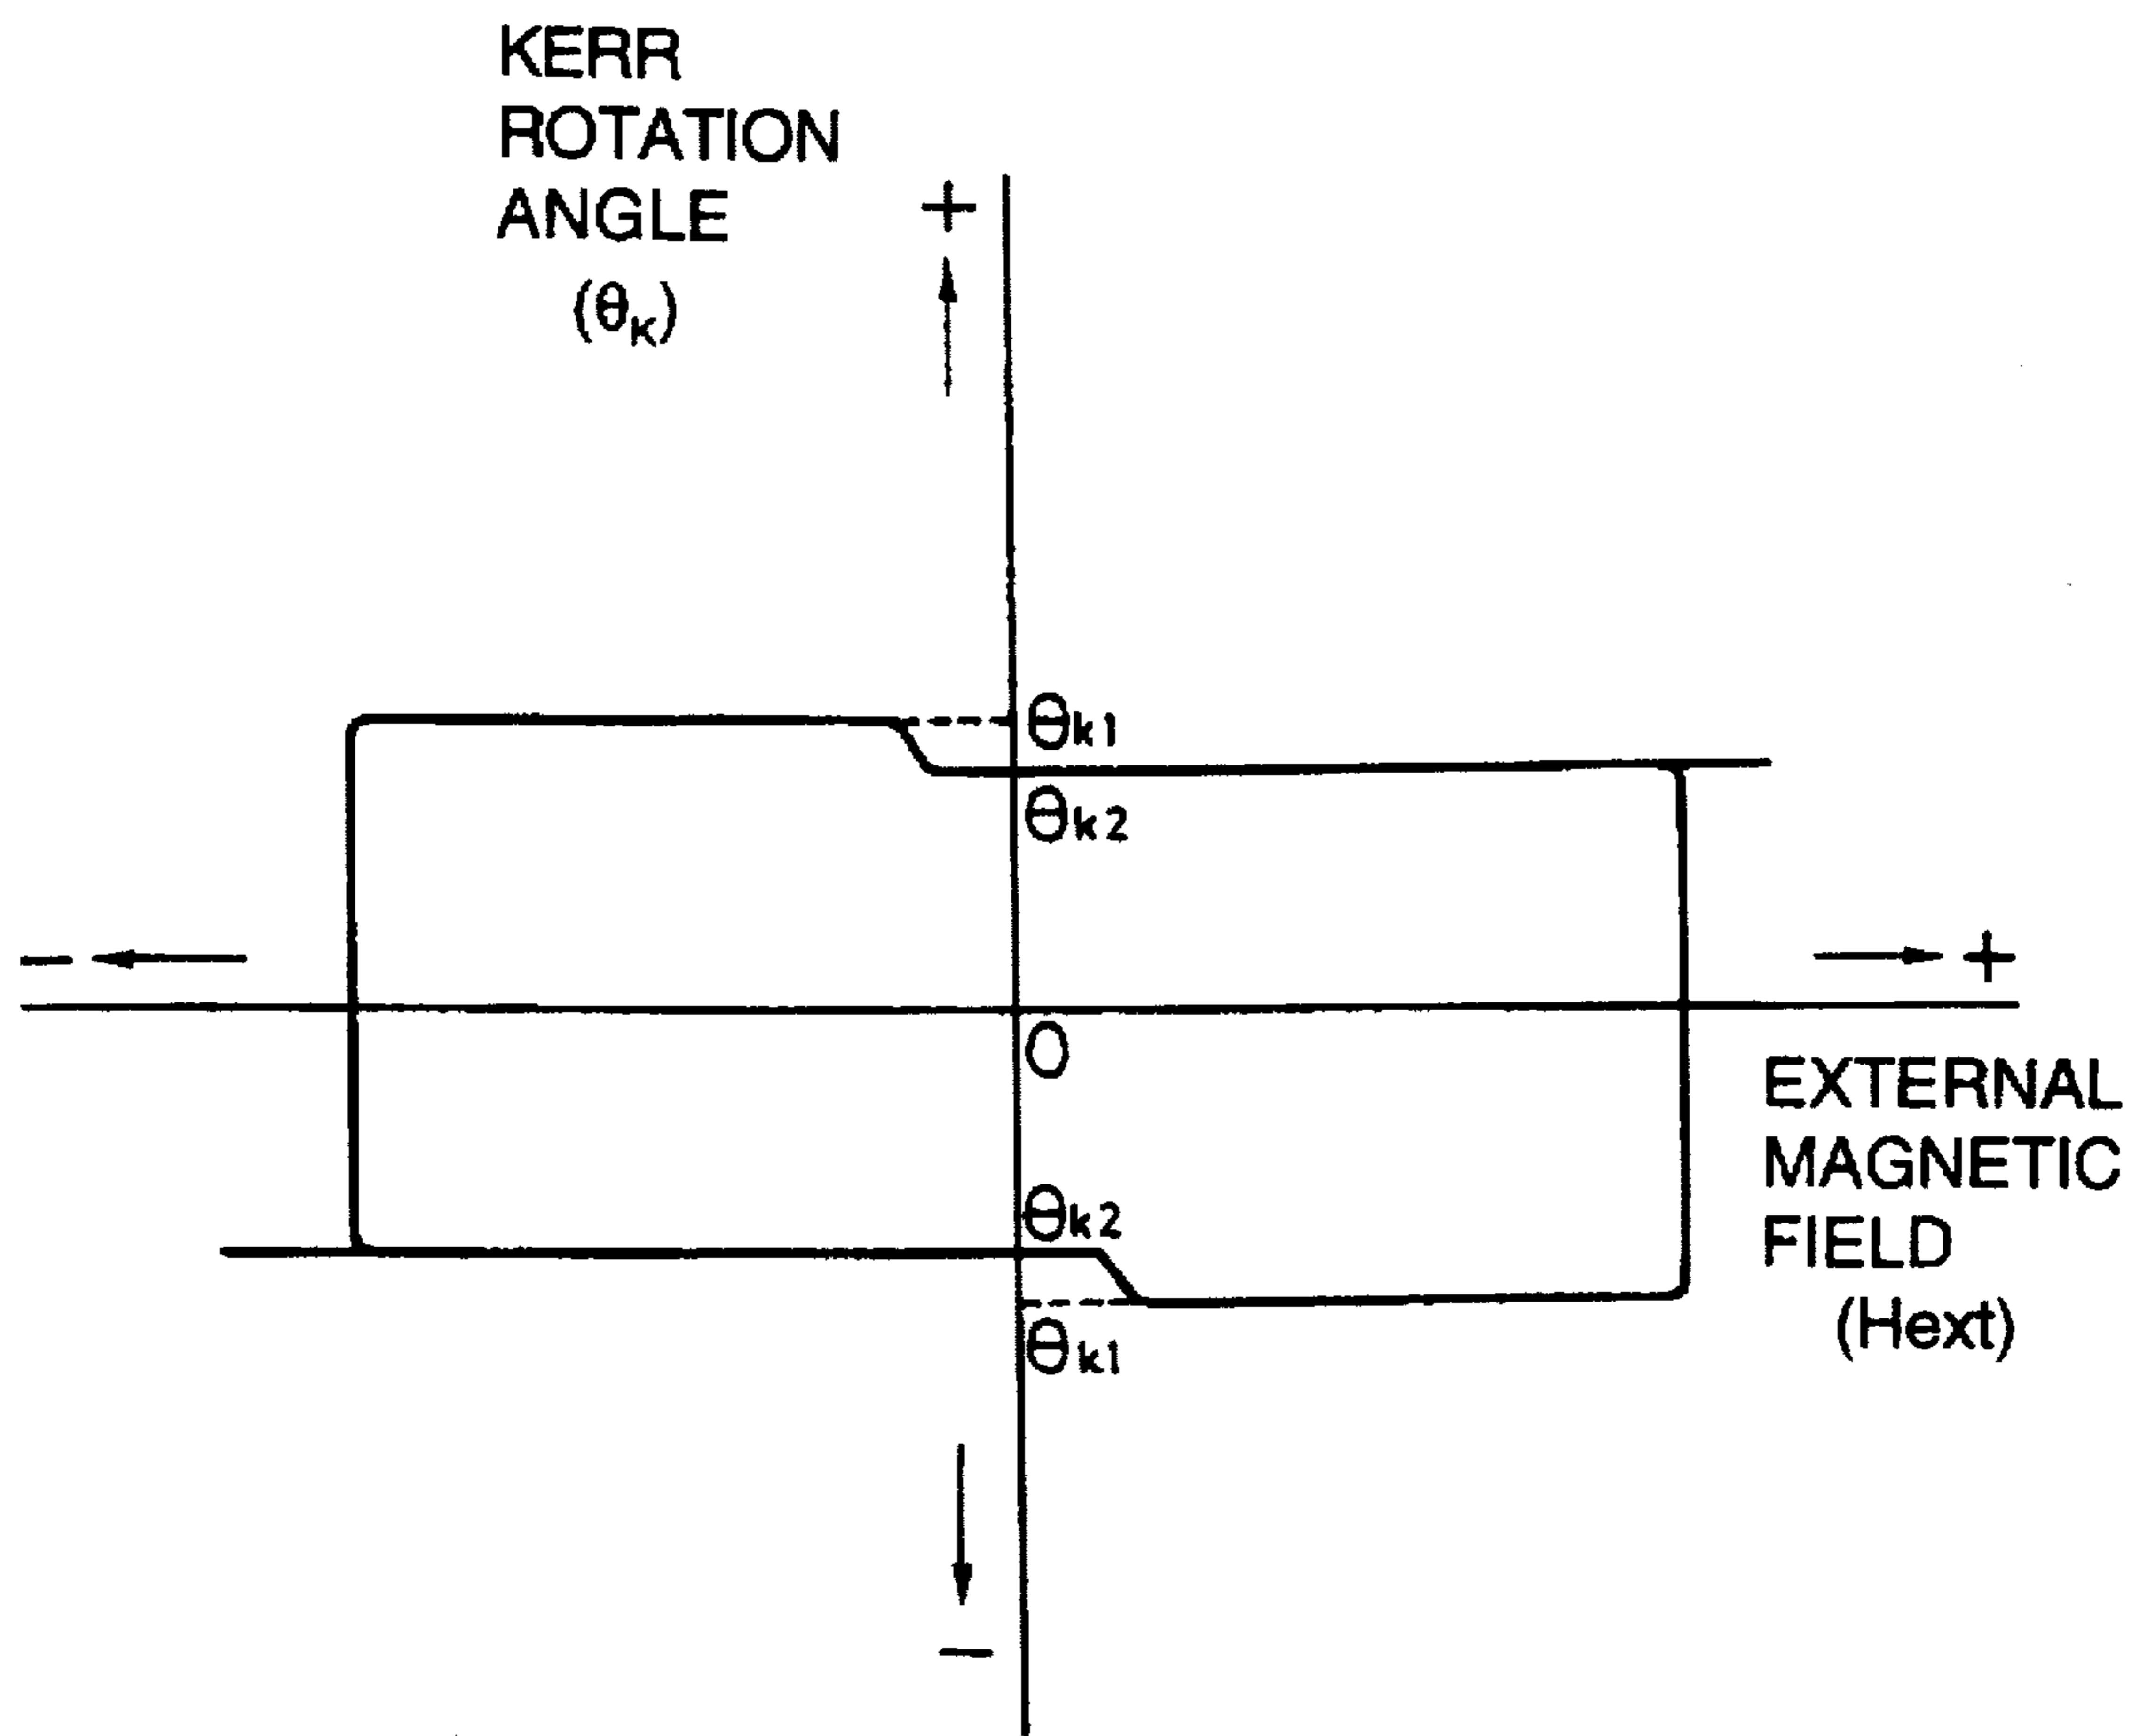 KERR
ROTATION
ANGLE
(θk)
+
θk1
θk2
−
+
O
EXTERNAL
MAGNETIC
FIELD
(Hext)
θk2
θk1
−